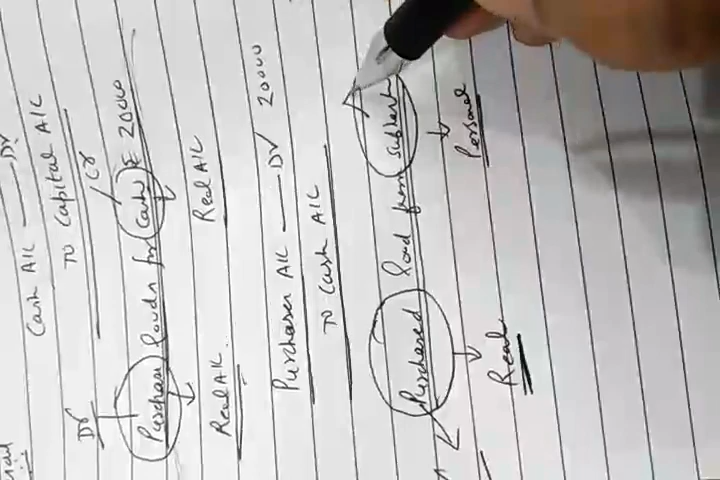 Cash A/C —— Dr
To Capital A/C
Dr Cr
Purchase Goods for Cash ₹ 20000
Real A/C Real A/C
Purchases A/C —— Dr 20000
To Cash A/C
Purchased Good from Subhash
Real Personal